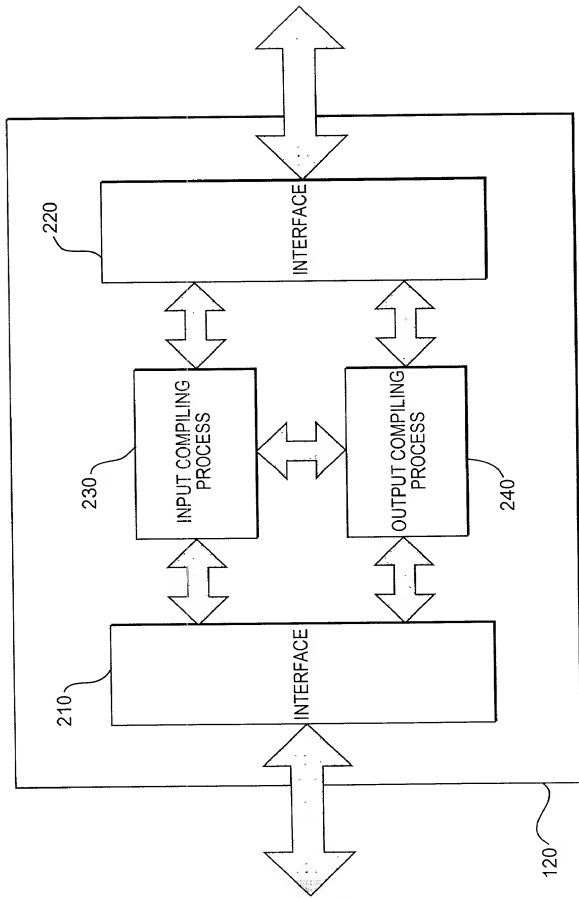 220
INTERFACE
230
INPUT COMPILING
PROCESS
OUTPUT COMPILING
PROCESS
240
210
INTERFACE
120